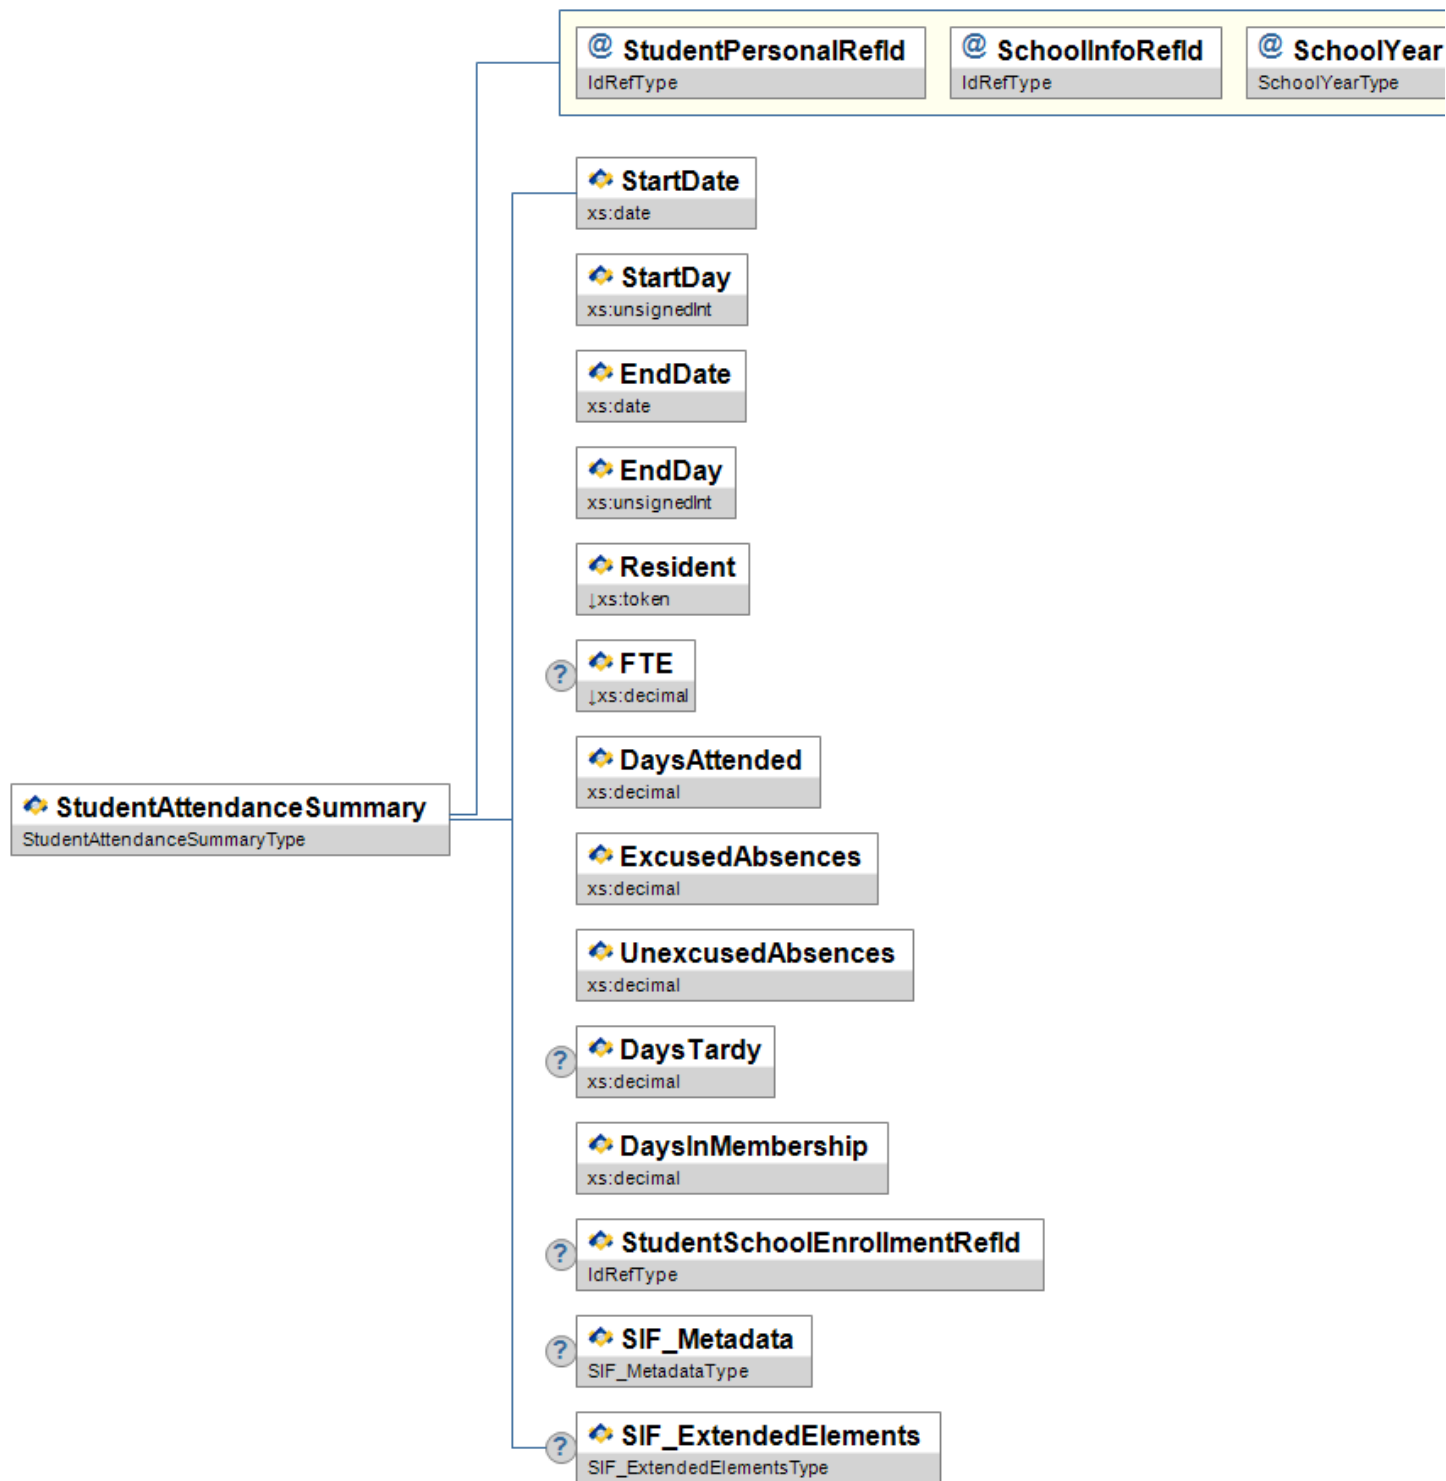 @ StudentPersonalRefId
IdRefType
@ SchoolInfoRefId
IdRefType
@ SchoolYear
SchoolYearType
StartDate
xs:date
StartDay
xs:unsignedInt
EndDate
xs:date
EndDay
xs:unsignedInt
Resident
↓xs:token
? FTE
↓xs:decimal
DaysAttended
xs:decimal
StudentAttendanceSummary
StudentAttendanceSummaryType
ExcusedAbsences
xs:decimal
UnexcusedAbsences
xs:decimal
? DaysTardy
xs:decimal
DaysInMembership
xs:decimal
? StudentSchoolEnrollmentRefId
IdRefType
? SIF_Metadata
SIF_MetadataType
? SIF_ExtendedElements
SIF_ExtendedElementsType